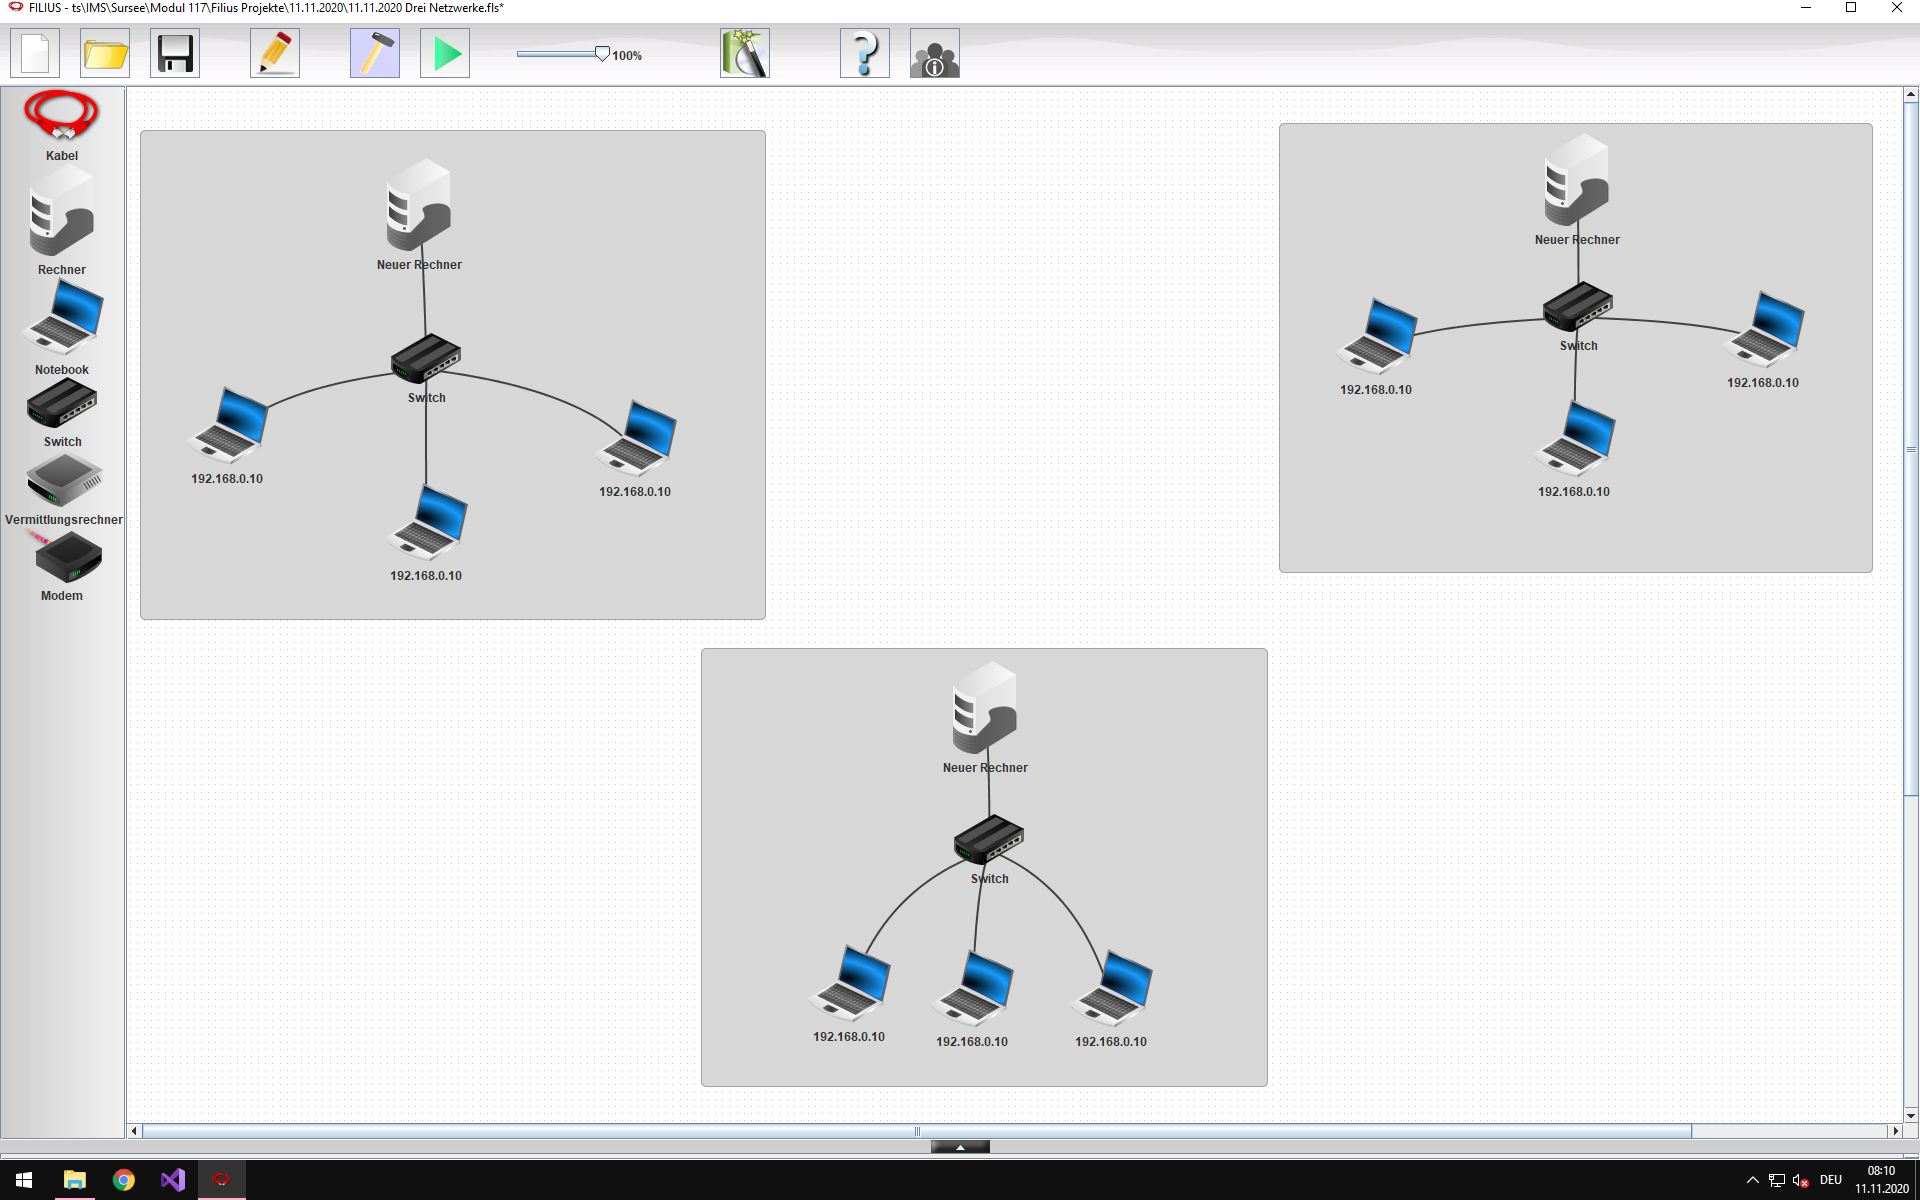 FILIUS - ts\IMS\Sursee\Modul 117\Filius Projekte\11.11.2020\11.11.2020 Drei Netzwerke.fls*
100%
Kabel
Rechner
Notebook
Switch
Vermittlungsrechner
Modem
Neuer Rechner
Switch
192.168.0.10
192.168.0.10
192.168.0.10
Neuer Rechner
Switch
192.168.0.10
192.168.0.10
192.168.0.10
Neuer Rechner
Switch
192.168.0.10
192.168.0.10
192.168.0.10
DEU
08:10
11.11.2020